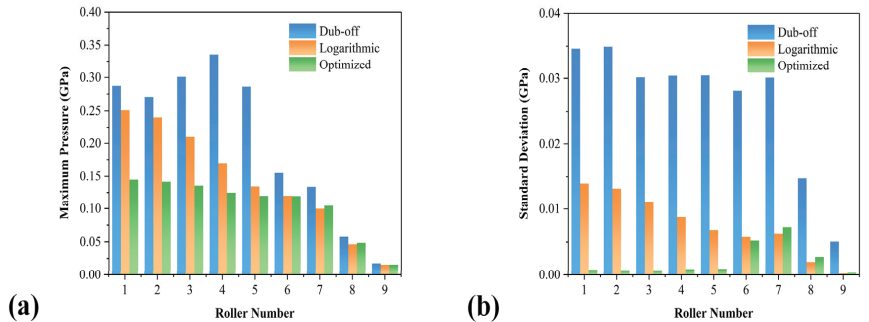 0.40
0.35
0.30
0.25
0.20
0.15
0.10
0.05
0.00
Maximum Pressure (GPa)
Dub-off
Logarithmic
Optimized
1 2 3 4 5 6 7 8 9
Roller Number
(a)
0.04
0.03
0.02
0.01
0.00
Standard Deviation (GPa)
Dub-off
Logarithmic
Optimized
1 2 3 4 5 6 7 8 9
Roller Number
(b)